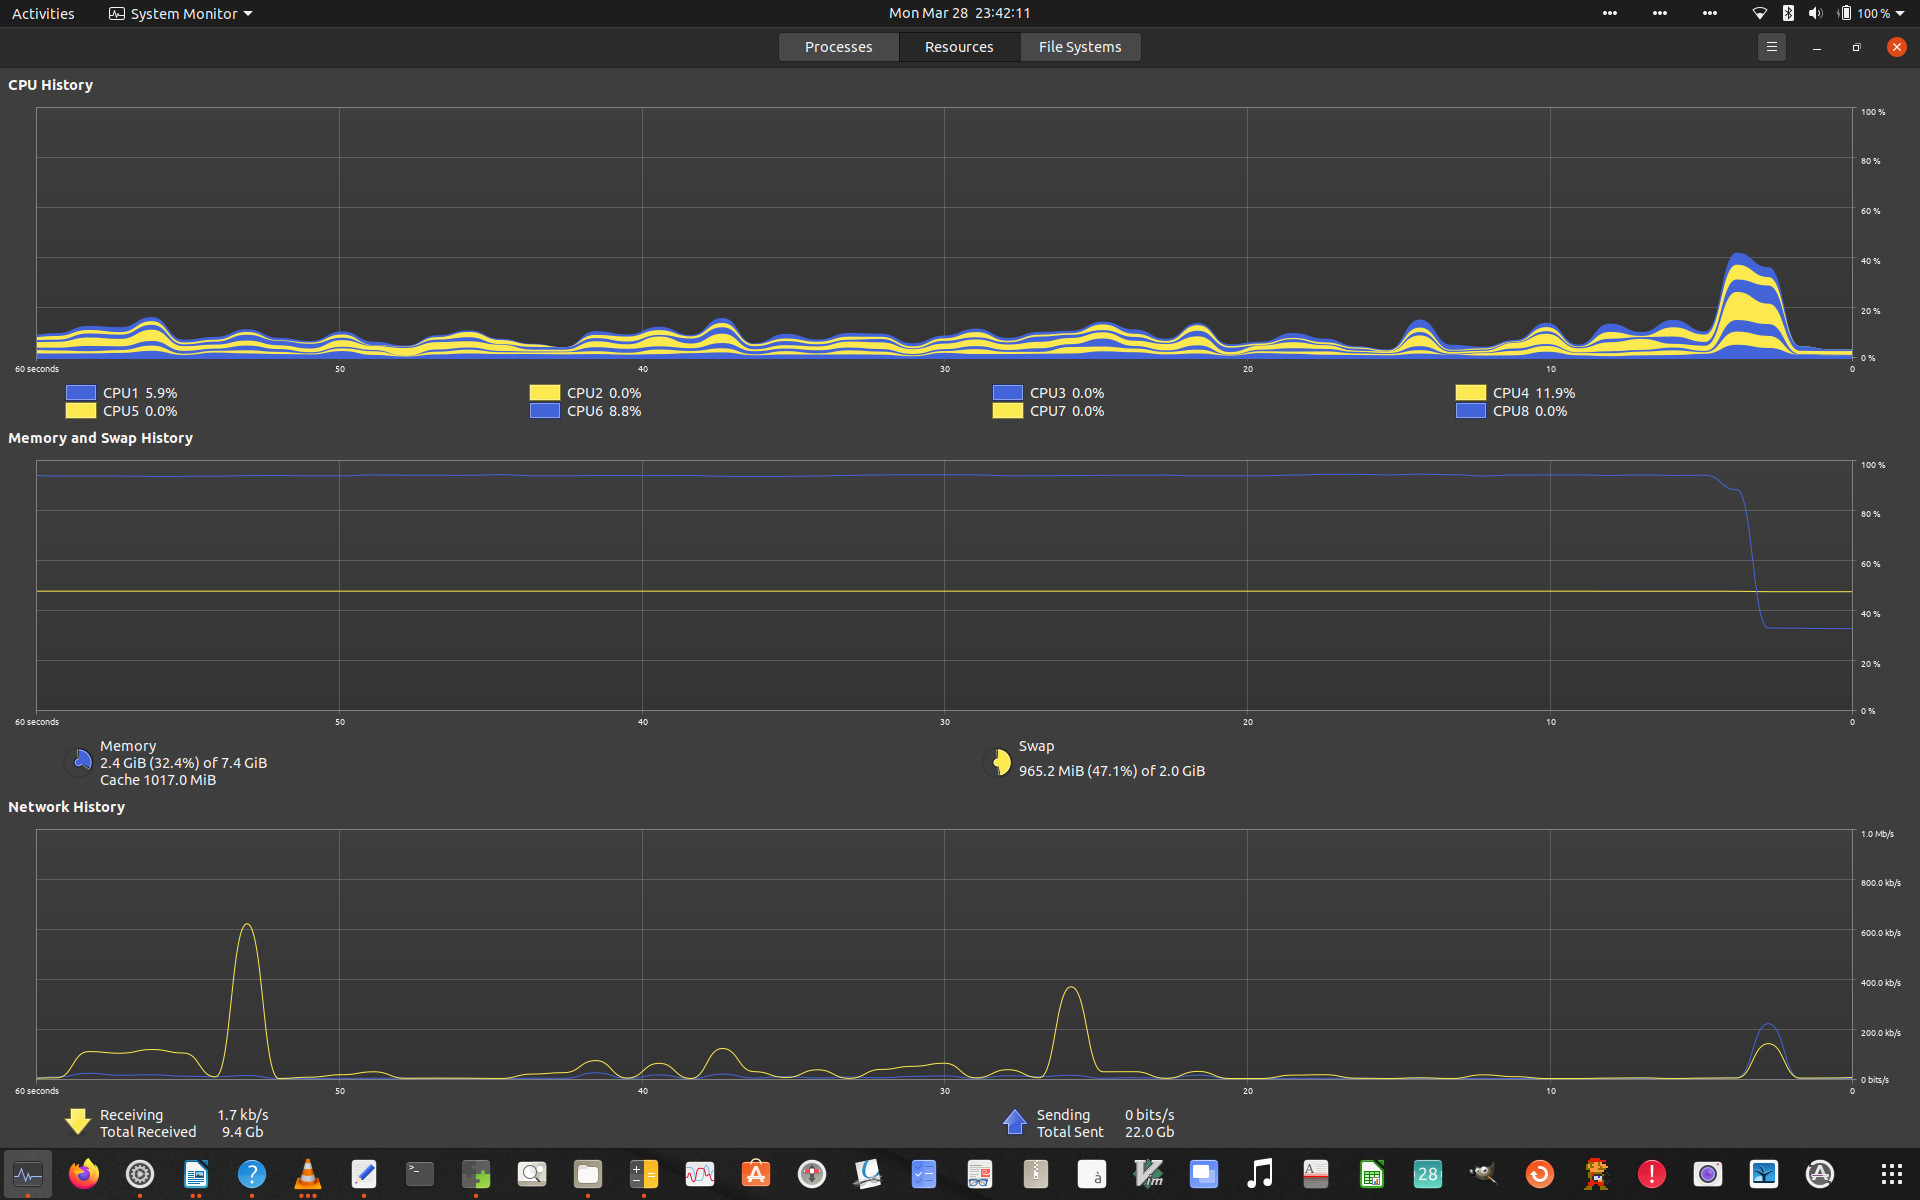 Activities System Monitor Mon Mar 28 23:42:11 100 %
Processes Resources File Systems
CPU History
100 %
80 %
60 %
40 %
20 %
0 %
60 seconds 50 40 30 20 10 0
CPU1 5.9% CPU2 0.0% CPU3 0.0% CPU4 11.9%
CPU5 0.0% CPU6 8.8% CPU7 0.0% CPU8 0.0%
Memory and Swap History
100 %
80 %
60 %
40 %
20 %
0 %
60 seconds 50 40 30 20 10 0
Memory
2.4 GiB (32.4%) of 7.4 GiB
Cache 1017.0 MiB
Swap
965.2 MiB (47.1%) of 2.0 GiB
Network History
1.0 Mb/s
800.0 kb/s
600.0 kb/s
400.0 kb/s
200.0 kb/s
0 bits/s
60 seconds 50 40 30 20 10 0
Receiving 1.7 kb/s
Total Received 9.4 Gb
Sending 0 bits/s
Total Sent 22.0 Gb
? >_ à Vim A 28 !